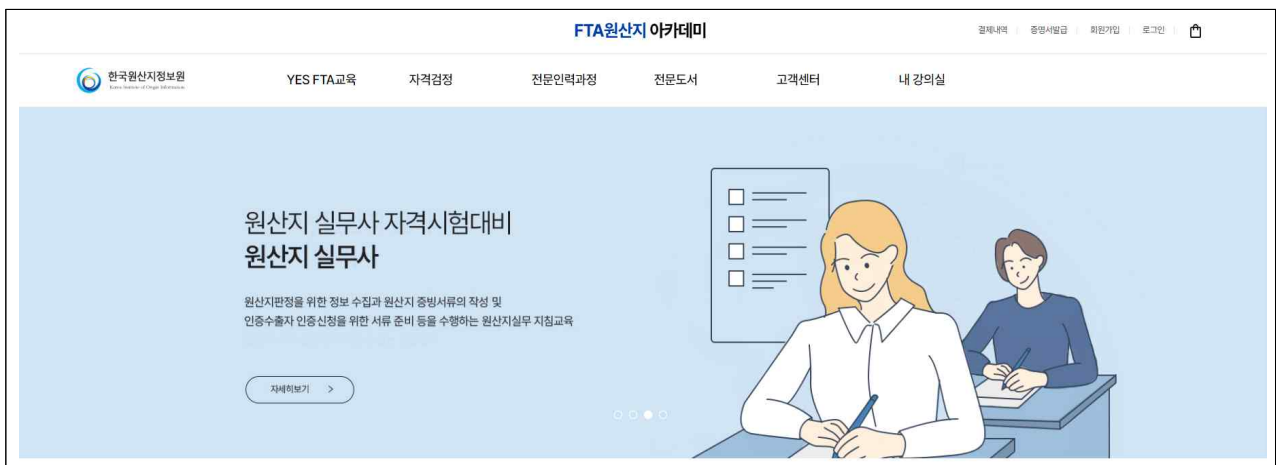 FTA원산지 아카데미
결제내역 증명서발급 회원가입 로그인
한국원산지정보원
Korea Institute of Origin Information
YES FTA교육 자격검정 전문인력과정 전문도서 고객센터 내 강의실
원산지 실무사 자격시험대비
원산지 실무사
원산지판정을 위한 정보 수집과 원산지 증빙서류의 작성 및
인증수출자 인증신청을 위한 서류 준비 등을 수행하는 원산지실무 지침교육
자세히보기 >